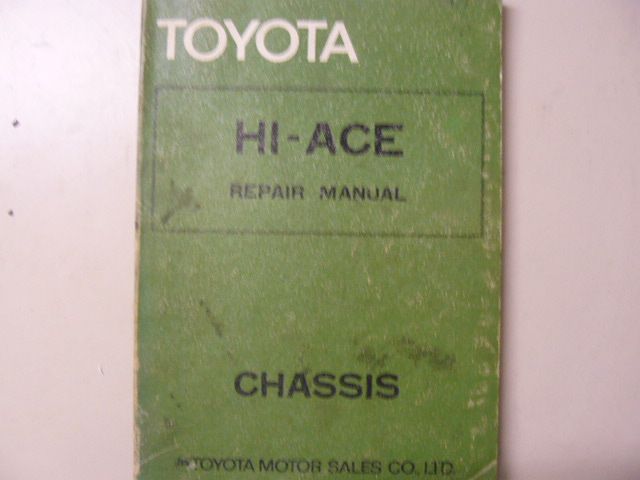 TOYOTA
HI-ACE
REPAIR MANUAL
CHASSIS
TOYOTA MOTOR SALES CO., LTD.